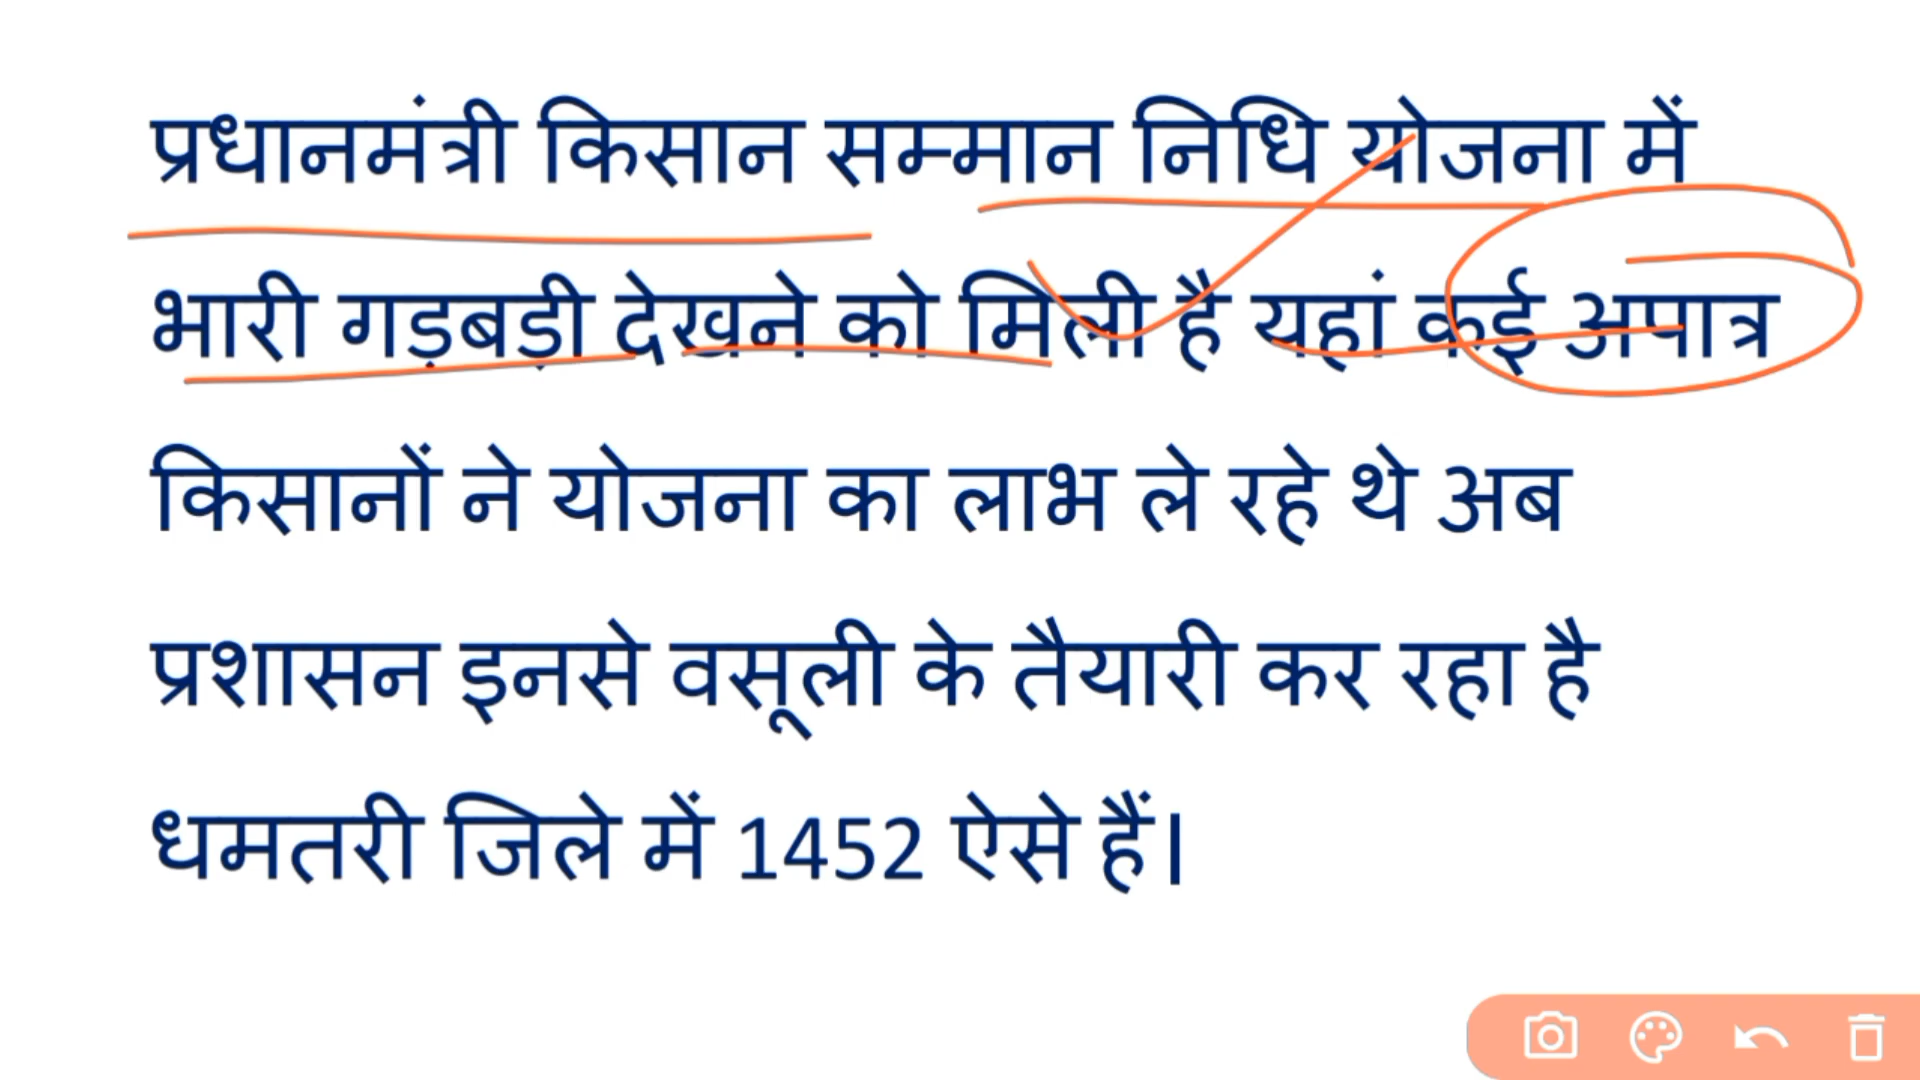 प्रधानमंत्री किसान सम्मान निधि योजना में
भारी गड़बड़ी देखने को मिली है यहां कई अपात्र
किसानों ने योजना का लाभ ले रहे थे अब
प्रशासन इनसे वसूली के तैयारी कर रहा है
धमतरी जिले में 1452 ऐसे हैं।